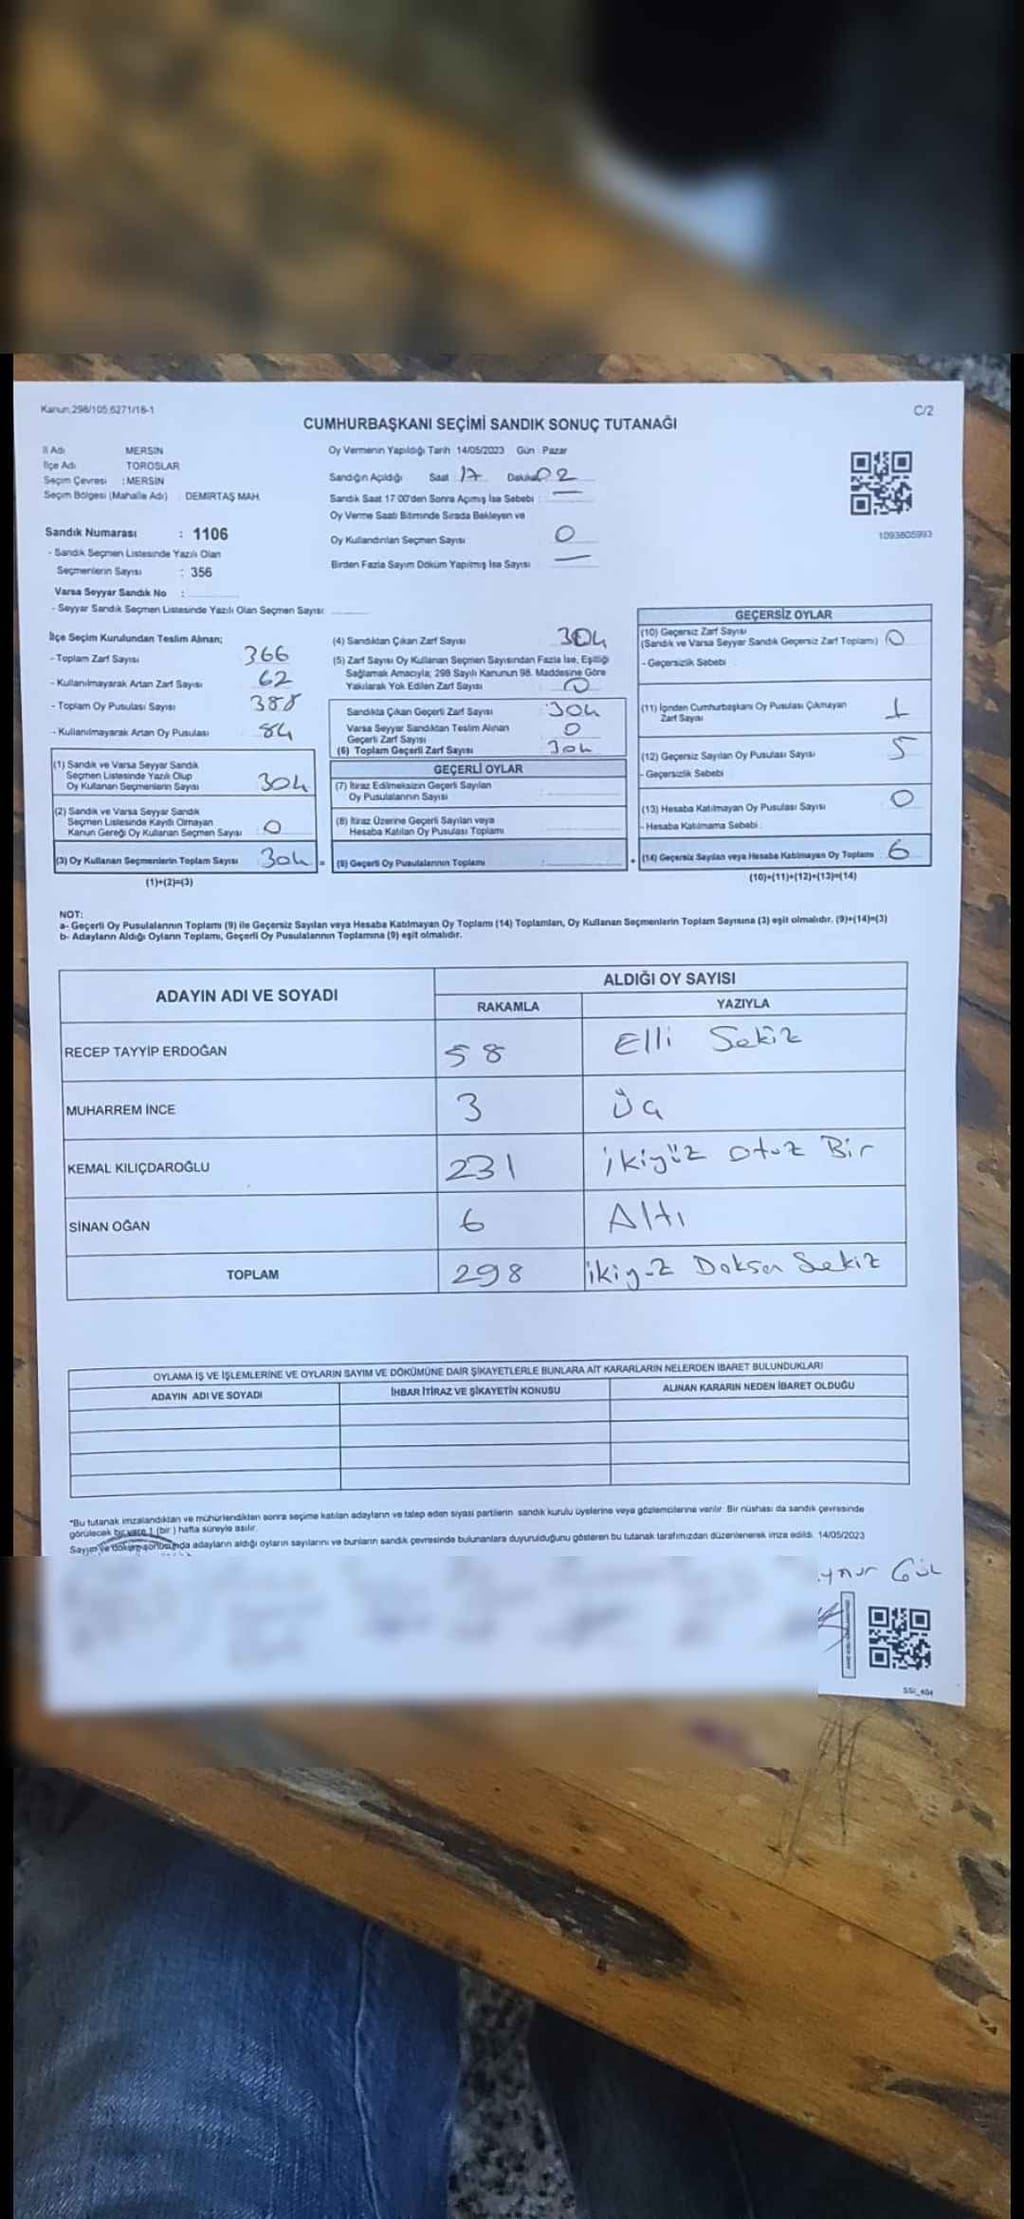 Kanun,298/105,6271/18-1
C/2
CUMHURBAŞKANI SEÇİMİ SANDIK SONUÇ TUTANAĞI
İl Adı MERSİN
İlçe Adı TOROSLAR
Seçim Çevresi : MERSİN
Seçim Bölgesi (Mahalle Adı) : DEMİRTAŞ MAH.
Oy Vermenin Yapıldığı Tarih 14/05/2023 Gün Pazar
Sandığın Açıldığı Saat 17 Dakika 02
Sandık Saat 17:00'den Sonra Açımış İse Sebebi : —
Oy Verme Saati Bitiminde Sırada Bekleyen ve
Oy Kullandırılan Seçmen Sayısı 0
Birden Fazla Sayım Döküm Yapılmış İse Sayısı —
1093805993
Sandık Numarası : 1106
- Sandık Seçmen Listesinde Yazılı Olan
Seçmenlerin Sayısı : 356
Varsa Seyyar Sandık No :
- Seyyar Sandık Seçmen Listesinde Yazılı Olan Seçmen Sayısı:
İlçe Seçim Kurulundan Teslim Alınan;
- Toplam Zarf Sayısı 366
- Kullanılmayarak Artan Zarf Sayısı 62
- Toplam Oy Pusulası Sayısı 388
- Kullanılmayarak Artan Oy Pusulası 84
(1) Sandık ve Varsa Seyyar Sandık
Seçmen Listesinde Yazılı Olup
Oy Kullanan Seçmenlerin Sayısı 304
(2) Sandık ve Varsa Seyyar Sandık
Seçmen Listesinde Kaydı Olmayan
Kanun Gereği Oy Kullanan Seçmen Sayısı 0
(3) Oy Kullanan Seçmenlerin Toplam Sayısı 304 =
(1)+(2)=(3)
(4) Sandıktan Çıkan Zarf Sayısı 304
(5) Zarf Sayısı Oy Kullanan Seçmen Sayısından Fazla İse, Eşitliği
Sağlamak Amacıyla; 298 Sayılı Kanunun 98. Maddesine Göre
Yakılarak Yok Edilen Zarf Sayısı 0
Sandıkta Çıkan Geçerli Zarf Sayısı 304
Varsa Seyyar Sandıktan Teslim Alınan
Geçerli Zarf Sayısı 0
(6) Toplam Geçerli Zarf Sayısı 304
GEÇERLİ OYLAR
(7) İtiraz Edilmeksizin Geçerli Sayılan
Oy Pusulalarının Sayısı
(8) İtiraz Üzerine Geçerli Sayılan veya
Hesaba Katılan Oy Pusulası Toplamı
(9) Geçerli Oy Pusulalarının Toplamı +
GEÇERSİZ OYLAR
(10) Geçersiz Zarf Sayısı
(Sandık ve Varsa Seyyar Sandık Geçersiz Zarf Toplamı) 0
- Geçersizlik Sebebi
(11) İçinden Cumhurbaşkanı Oy Pusulası Çıkmayan
Zarf Sayısı 1
(12) Geçersiz Sayılan Oy Pusulası Sayısı 5
- Geçersizlik Sebebi
(13) Hesaba Katılmayan Oy Pusulası Sayısı 0
- Hesaba Katılmama Sebebi
(14) Geçersiz Sayılan veya Hesaba Katılmayan Oy Toplamı 6
(10)+(11)+(12)+(13)=(14)
NOT:
a- Geçerli Oy Pusulalarının Toplamı (9) ile Geçersiz Sayılan veya Hesaba Katılmayan Oy Toplamı (14) Toplamları, Oy Kullanan Seçmenlerin Toplam Sayısına (3) eşit olmalıdır. (9)+(14)=(3)
b- Adayların Aldığı Oyların Toplamı, Geçerli Oy Pusulalarının Toplamına (9) eşit olmalıdır.
ADAYIN ADI VE SOYADI
ALDIĞI OY SAYISI
RAKAMLA YAZIYLA
RECEP TAYYİP ERDOĞAN 58 Elli Sekiz
MUHARREM İNCE 3 Üç
KEMAL KILIÇDAROĞLU 231 ikiyüz otuz Bir
SİNAN OĞAN 6 Altı
TOPLAM 298 ikiyüz Doksan Sekiz
OYLAMA İŞ VE İŞLEMLERİNE VE OYLARIN SAYIM VE DÖKÜMÜNE DAİR ŞİKAYETLERLE BUNLARA AİT KARARLARIN NELERDEN İBARET BULUNDUKLARI
ADAYIN ADI VE SOYADI İHBAR İTİRAZ VE ŞİKAYETİN KONUSU ALINAN KARARIN NEDEN İBARET OLDUĞU
*Bu tutanak imzalandıktan ve mühürlendikten sonra seçime katılan adayların ve talep eden siyasi partilerin sandık kurulu üyelerine veya gözlemcilerine verilir. Bir nüshası da sandık çevresinde
görülecek bir yere 1 (bir) hafta süreyle asılır.
Sayım ve döküm sonucunda adayların aldığı oyların sayılarını ve bunların sandık çevresinde bulunanlara duyurulduğunu gösteren bu tutanak tarafımızdan düzenlenerek imza edildi. 14/05/2023
Gül